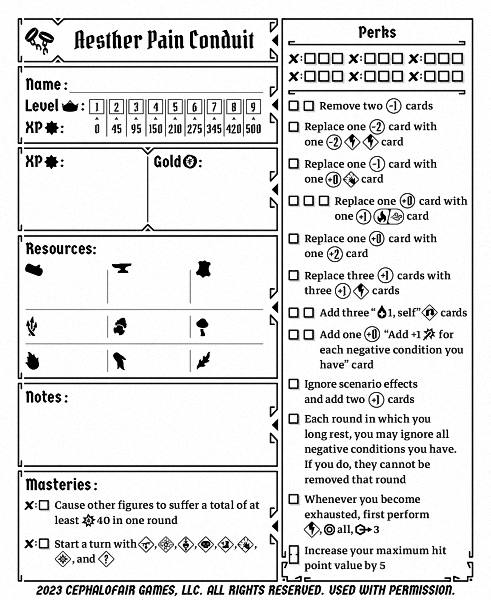 Aesther Pain Conduit
Name:
Level :
1 2 3 4 5 6 7 8 9
XP :
0 45 95 150 210 275 345 420 500
XP :
Gold :
Resources:
Notes:
Masteries:
Cause other figures to suffer a total of at
least 40 in one round
Start a turn with , , , , , ,
, and ?
Perks
Remove two -1 cards
Replace one -2 card with
one -2 card
Replace one -1 card with
one +0 card
Replace one +0 card with
one +1 card
Replace one +0 card with
one +2 card
Replace three +1 cards with
three +1 cards
Add three “ 1, self” cards
Add one +0 “Add +1 for
each negative condition you
have” card
Ignore scenario effects
and add two +1 cards
Each round in which you
long rest, you may ignore all
negative conditions you have.
If you do, they cannot be
removed that round
Whenever you become
exhausted, first perform
, all, 3
Increase your maximum hit
point value by 5
2023 CEPHALOFAIR GAMES, LLC. ALL RIGHTS RESERVED. USED WITH PERMISSION.